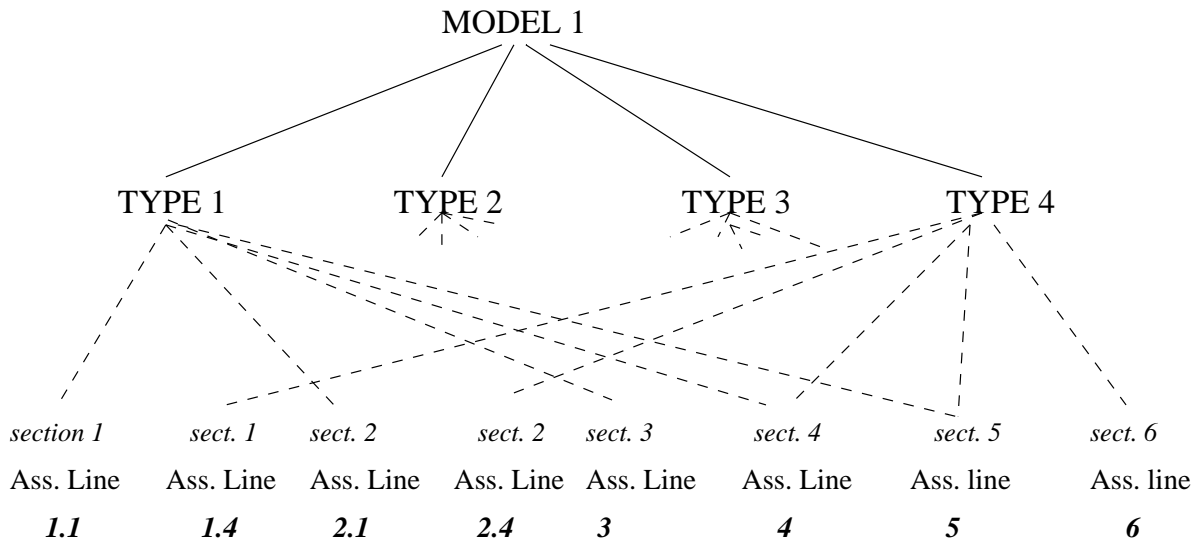 MODEL 1
TYPE 1 TYPE 2 TYPE 3 TYPE 4
section 1 sect. 1 sect. 2 sect. 2 sect. 3 sect. 4 sect. 5 sect. 6
Ass. Line Ass. Line Ass. Line Ass. Line Ass. Line Ass. Line Ass. line Ass. line
1.1 1.4 2.1 2.4 3 4 5 6